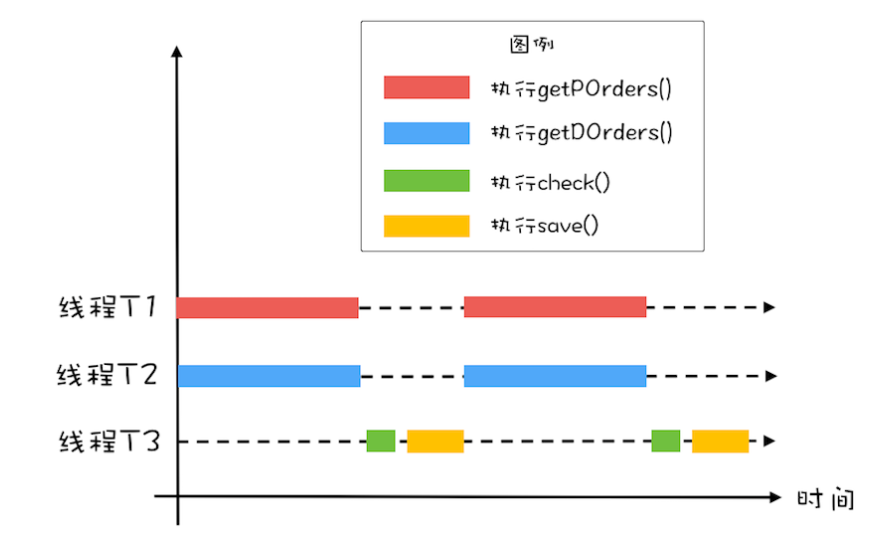 图例
执行getPOrders()
执行getDOrders()
执行check()
执行save()
线程T1
线程T2
线程T3
时间